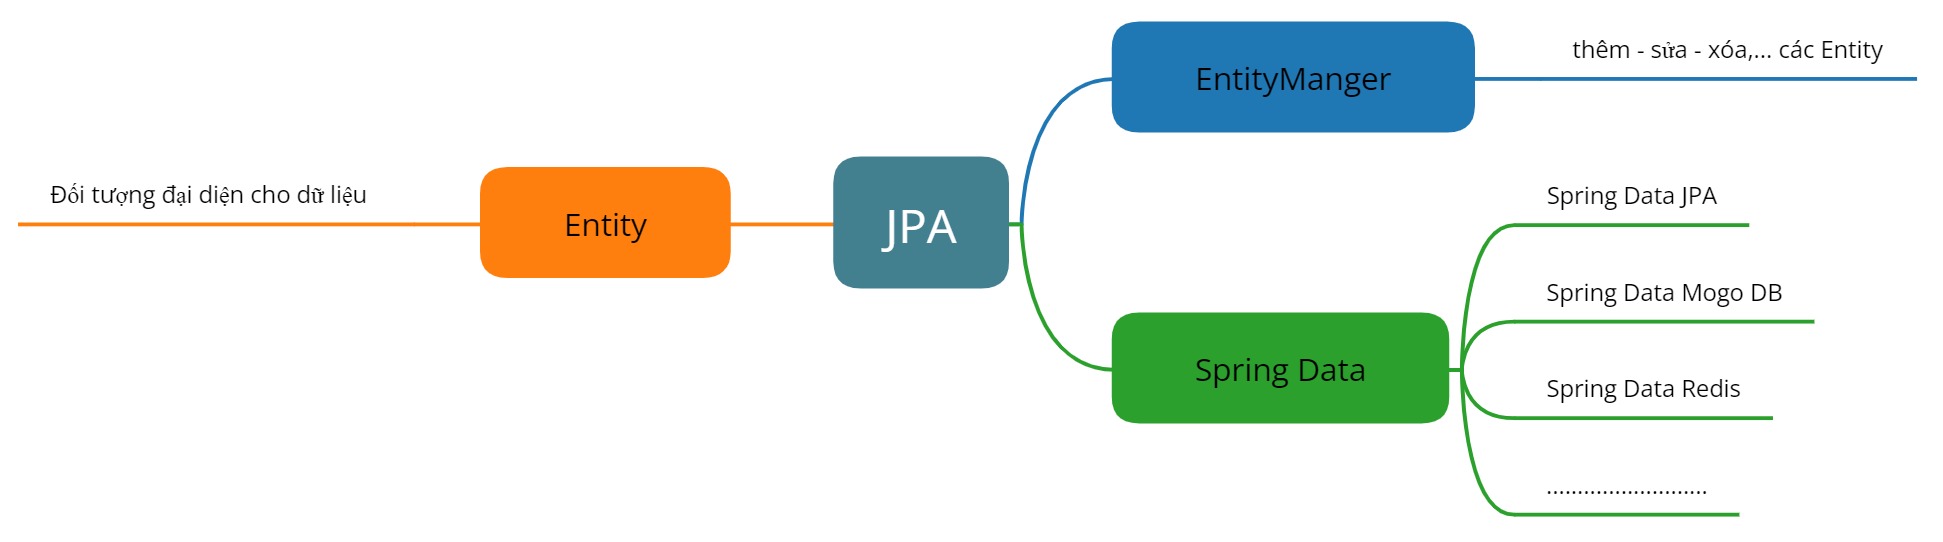 Đối tượng đại diện cho dữ liệu
Entity
JPA
EntityManger
thêm - sửa - xóa,... các Entity
Spring Data
Spring Data JPA
Spring Data Mogo DB
Spring Data Redis
..........................